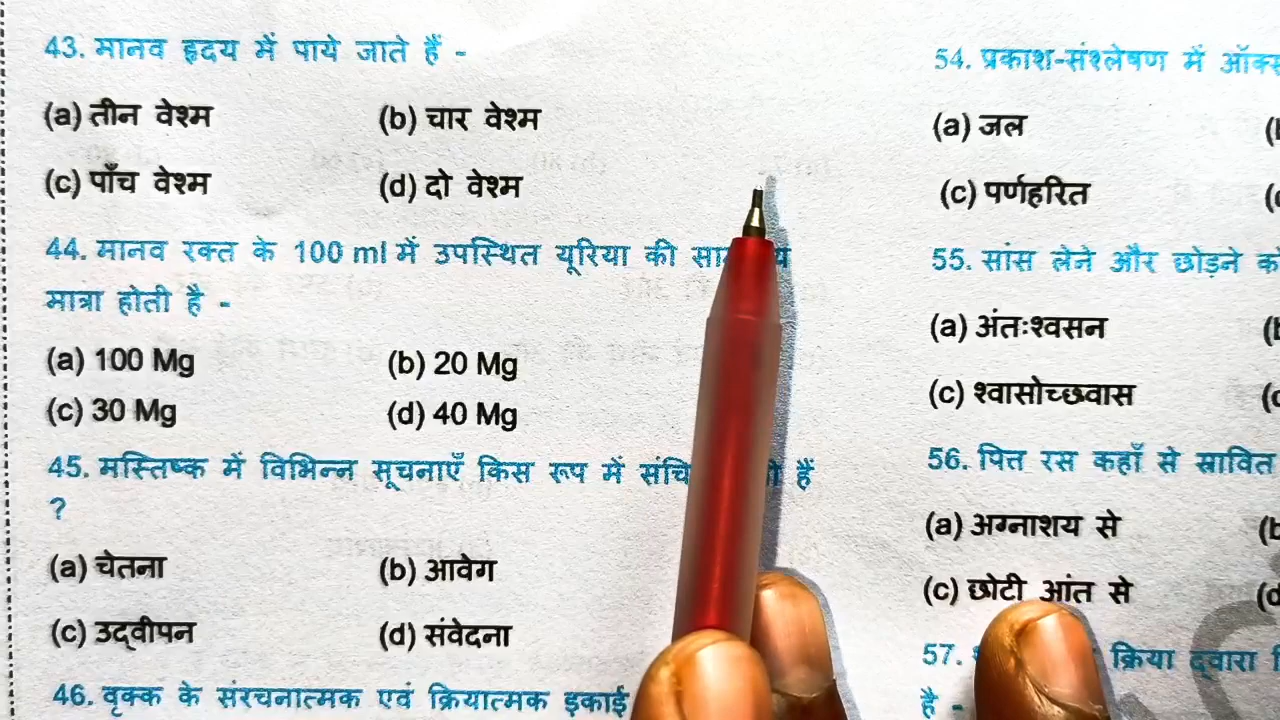 43. मानव हृदय में पाये जाते हैं -
(a) तीन वेश्म (b) चार वेश्म
(c) पाँच वेश्म (d) दो वेश्म
44. मानव रक्त के 100 ml में उपस्थित यूरिया की
मात्रा होती है -
(a) 100 Mg (b) 20 Mg
(c) 30 Mg (d) 40 Mg
45. मस्तिष्क में विभिन्न सूचनाएँ किस रूप में हैं
?
(a) चेतना (b) आवेग
(c) उद्वीपन (d) संवेदना
46. वृक्क के संरचनात्मक एवं क्रियात्मक इकाई
54. प्रकाश-संश्लेषण में
(a) जल
(c) पर्णहरित
55. सांस लेने और छोड़ने
(a) अंतःश्वसन
(c) श्वासोच्छवास
56. पित्त रस कहाँ से स्रावित
(a) अग्नाशय से
(c) छोटी आंत से
57. क्रिया द्वारा
है -